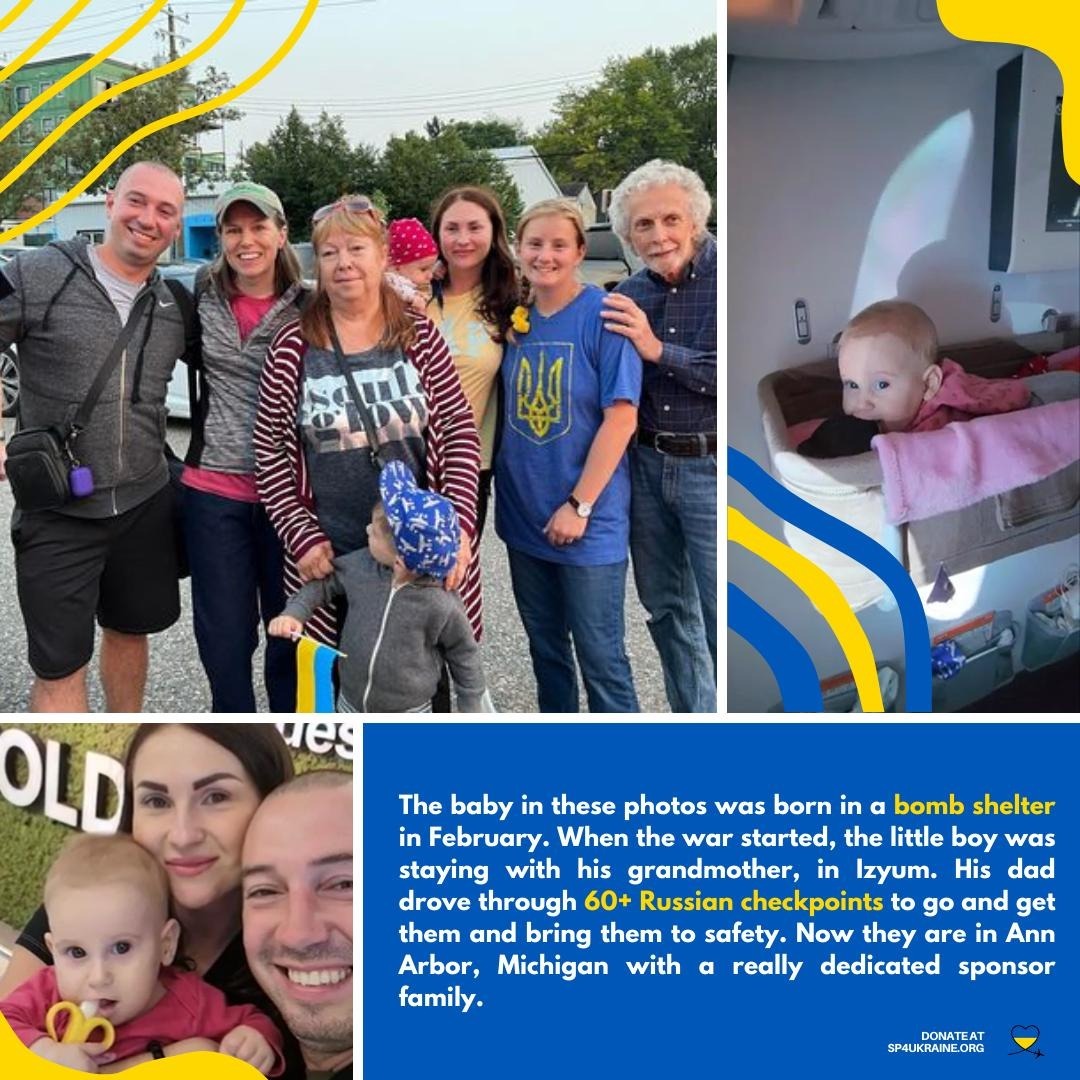 soul
glow
OLD
ues
The baby in these photos was born in a bomb shelter
in February. When the war started, the little boy was
staying with his grandmother, in Izyum. His dad
drove through 60+ Russian checkpoints to go and get
them and bring them to safety. Now they are in Ann
Arbor, Michigan with a really dedicated sponsor
family.
DONATE AT
SP4UKRAINE.ORG